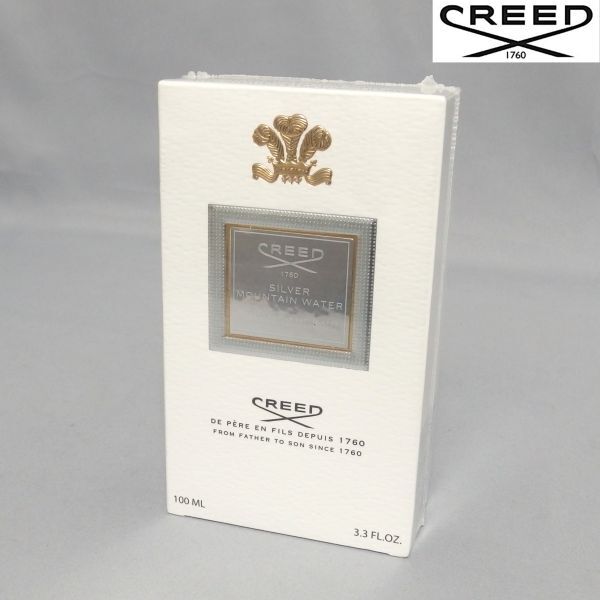 CREED
1760
CREED
1760
SILVER
MOUNTAIN WATER
CREED
DE PÈRE EN FILS DEPUIS 1760
FROM FATHER TO SON SINCE 1760
100 ML
3.3 FL.OZ.